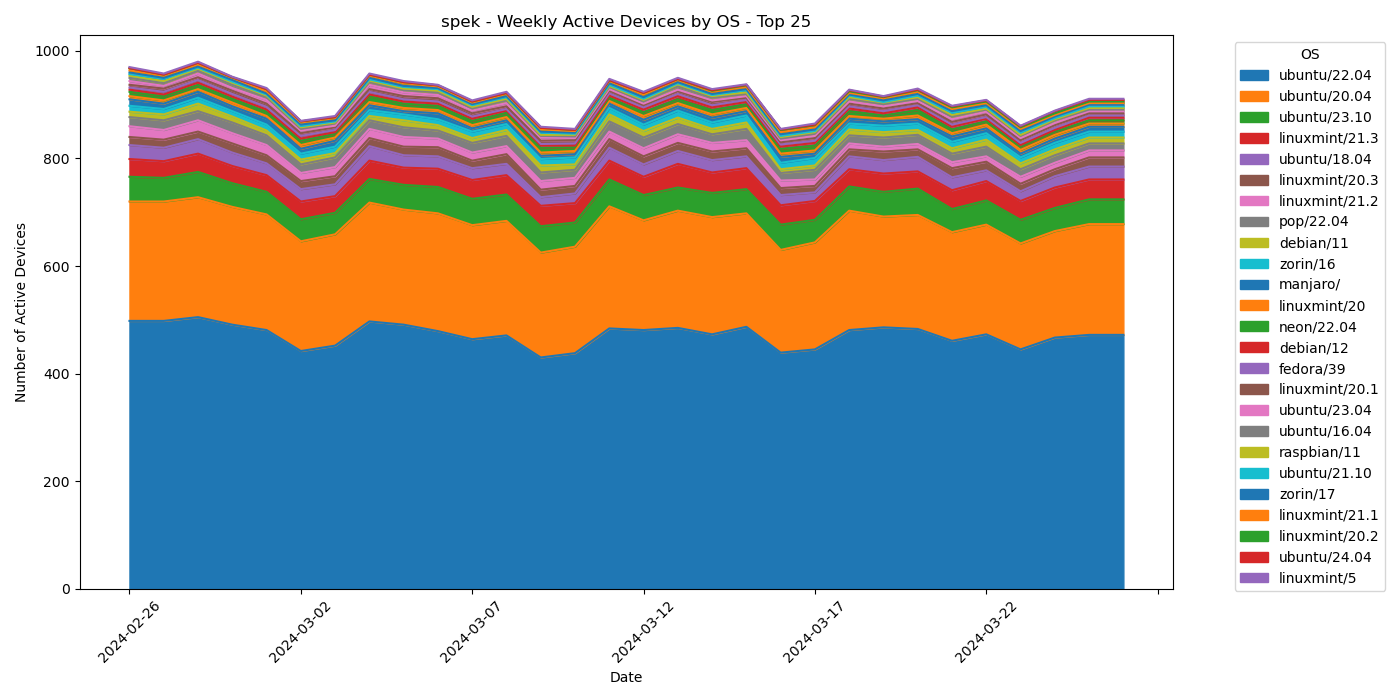 spek - Weekly Active Devices by OS - Top 25
Number of Active Devices
1000
800
600
400
200
0
2024-02-26
2024-03-02
2024-03-07
2024-03-12
2024-03-17
2024-03-22
Date
OS
ubuntu/22.04
ubuntu/20.04
ubuntu/23.10
linuxmint/21.3
ubuntu/18.04
linuxmint/20.3
linuxmint/21.2
pop/22.04
debian/11
zorin/16
manjaro/
linuxmint/20
neon/22.04
debian/12
fedora/39
linuxmint/20.1
ubuntu/23.04
ubuntu/16.04
raspbian/11
ubuntu/21.10
zorin/17
linuxmint/21.1
linuxmint/20.2
ubuntu/24.04
linuxmint/5